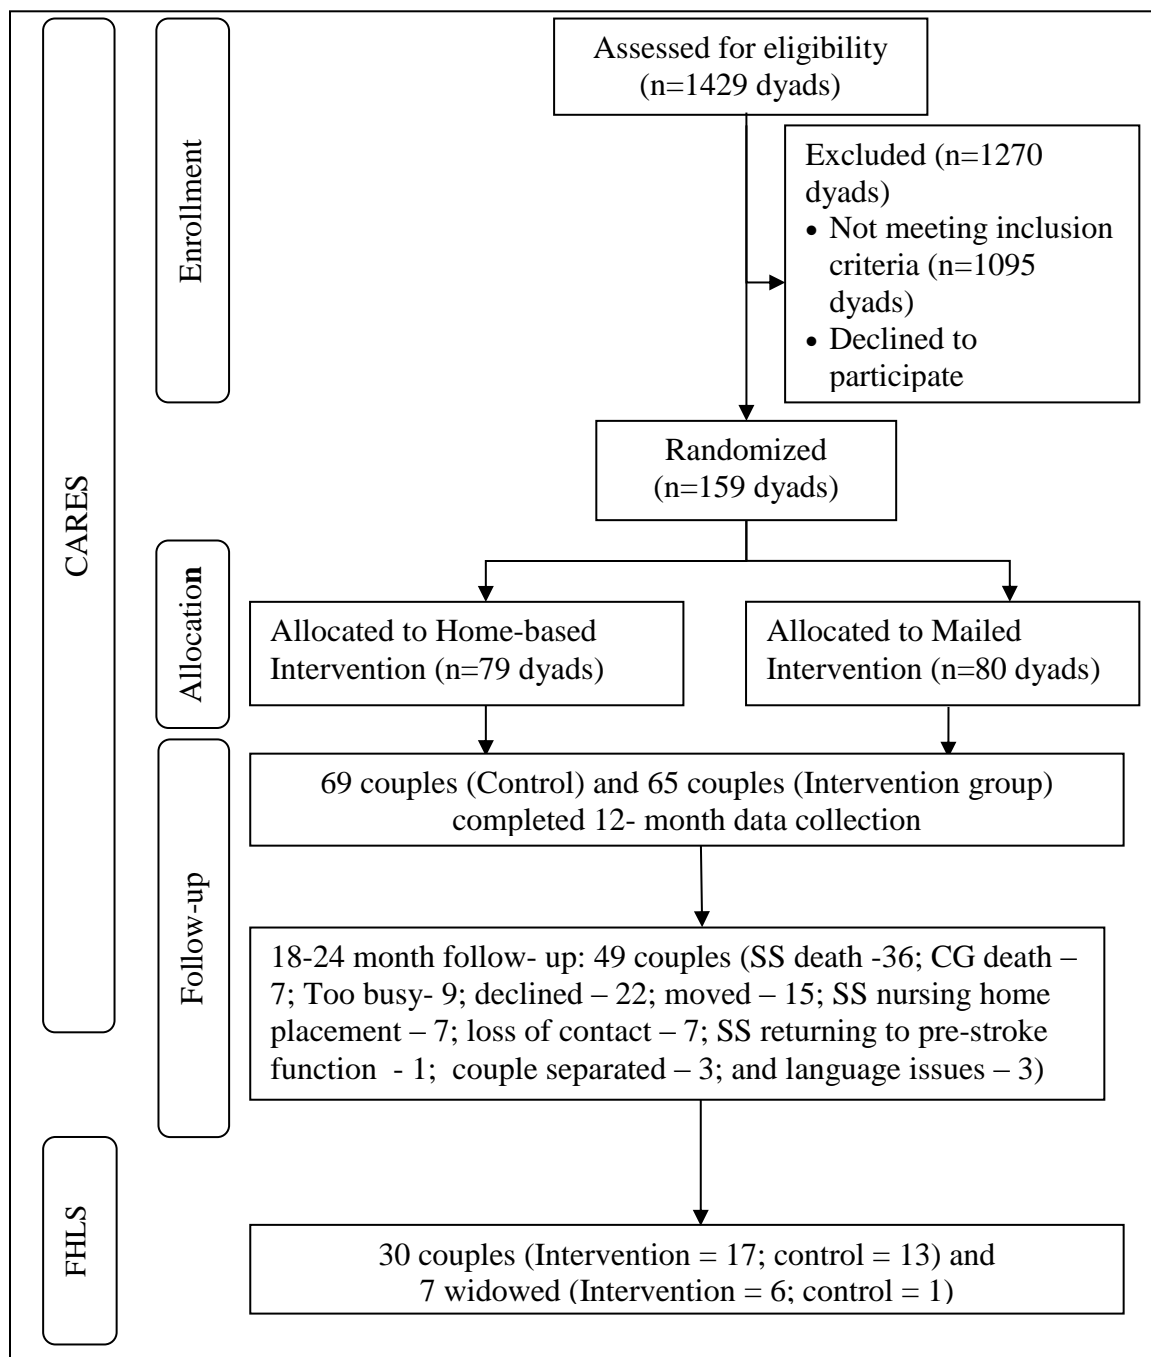 Assessed for eligibility
(n=1429 dyads)
Enrollment
Excluded (n=1270
dyads)
• Not meeting inclusion
criteria (n=1095
dyads)
• Declined to
participate
Randomized
(n=159 dyads)
CARES
Allocation
Allocated to Home-based
Intervention (n=79 dyads)
Allocated to Mailed
Intervention (n=80 dyads)
Follow-up
69 couples (Control) and 65 couples (Intervention group)
completed 12- month data collection
18-24 month follow- up: 49 couples (SS death -36; CG death –
7; Too busy- 9; declined – 22; moved – 15; SS nursing home
placement – 7; loss of contact – 7; SS returning to pre-stroke
function - 1; couple separated – 3; and language issues – 3)
FHLS
30 couples (Intervention = 17; control = 13) and
7 widowed (Intervention = 6; control = 1)